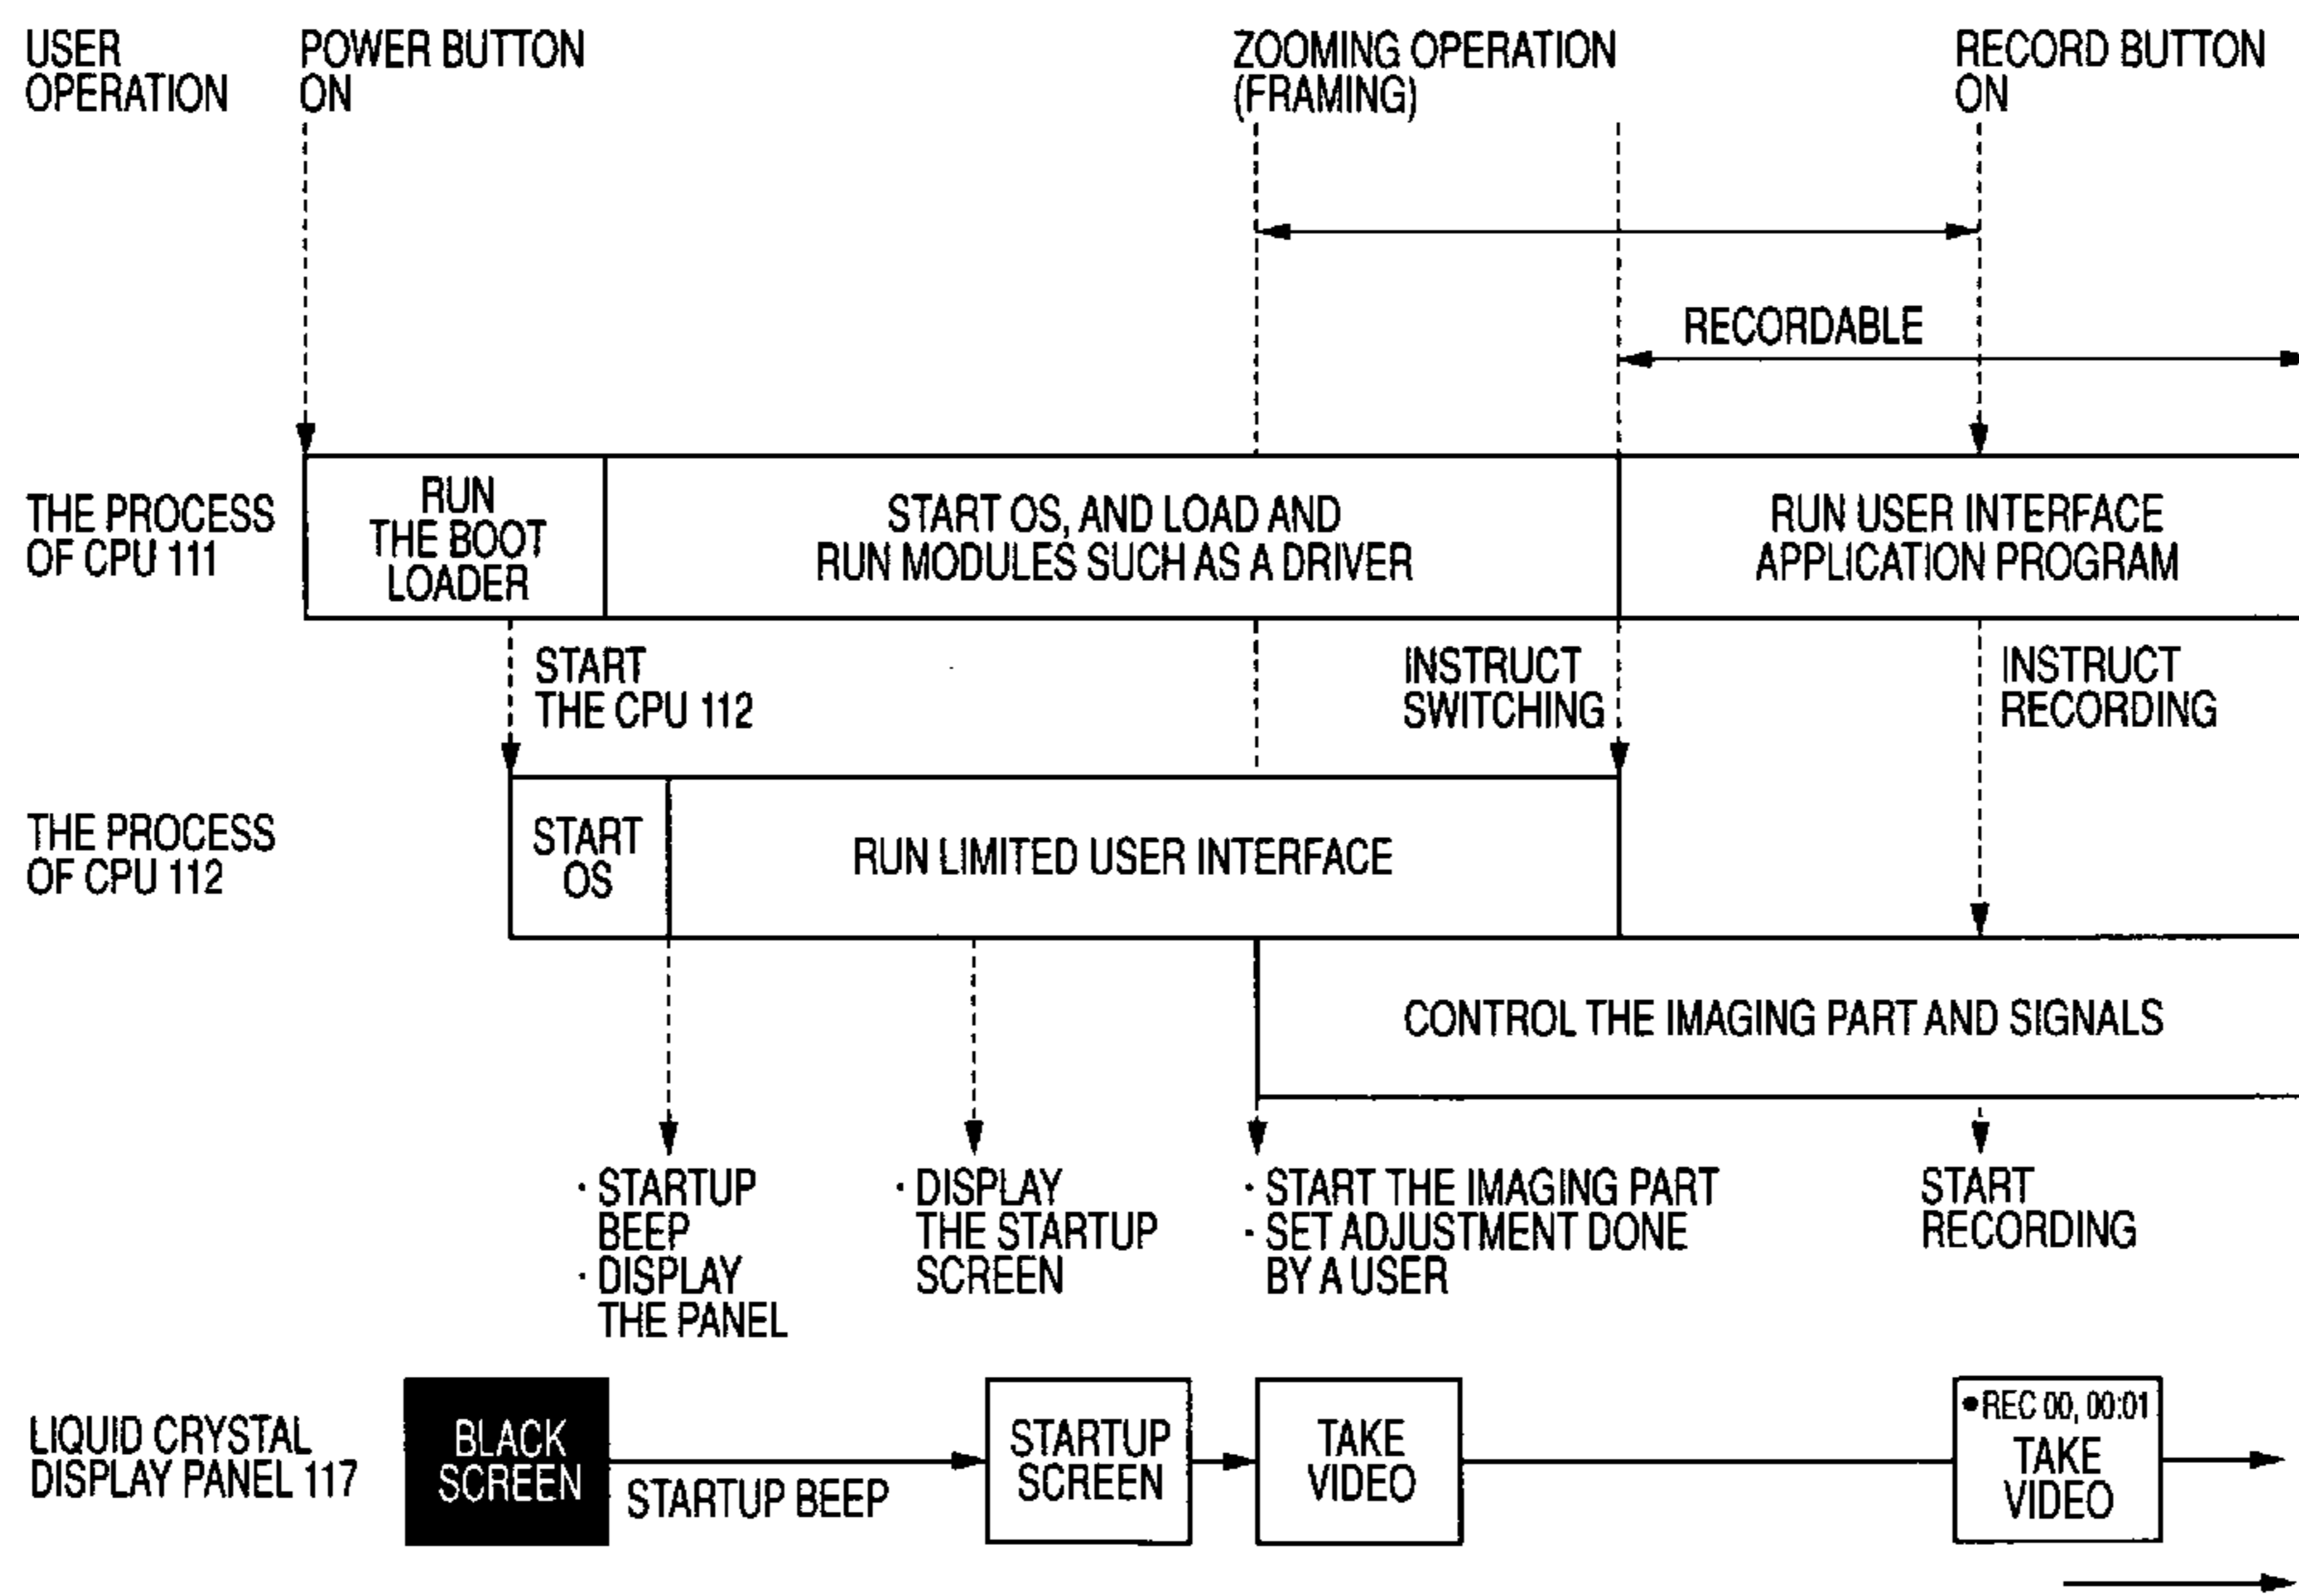 USER
OPERATION
POWER BUTTON
ON
ZOOMING OPERATION
(FRAMING)
RECORD BUTTON
ON
RECORDABLE
THE PROCESS
OF CPU 111
RUN
THE BOOT
LOADER
START OS, AND LOAD AND
RUN MODULES SUCH AS A DRIVER
RUN USER INTERFACE
APPLICATION PROGRAM
START
THE CPU 112
INSTRUCT
SWITCHING
INSTRUCT
RECORDING
THE PROCESS
OF CPU 112
START
OS
RUN LIMITED USER INTERFACE
CONTROL THE IMAGING PART AND SIGNALS
· STARTUP
BEEP
· DISPLAY
THE PANEL
· DISPLAY
THE STARTUP
SCREEN
· START THE IMAGING PART
· SET ADJUSTMENT DONE
BY A USER
START
RECORDING
LIQUID CRYSTAL
DISPLAY PANEL 117
BLACK
SCREEN
STARTUP BEEP
STARTUP
SCREEN
TAKE
VIDEO
●REC 00, 00:01
TAKE
VIDEO